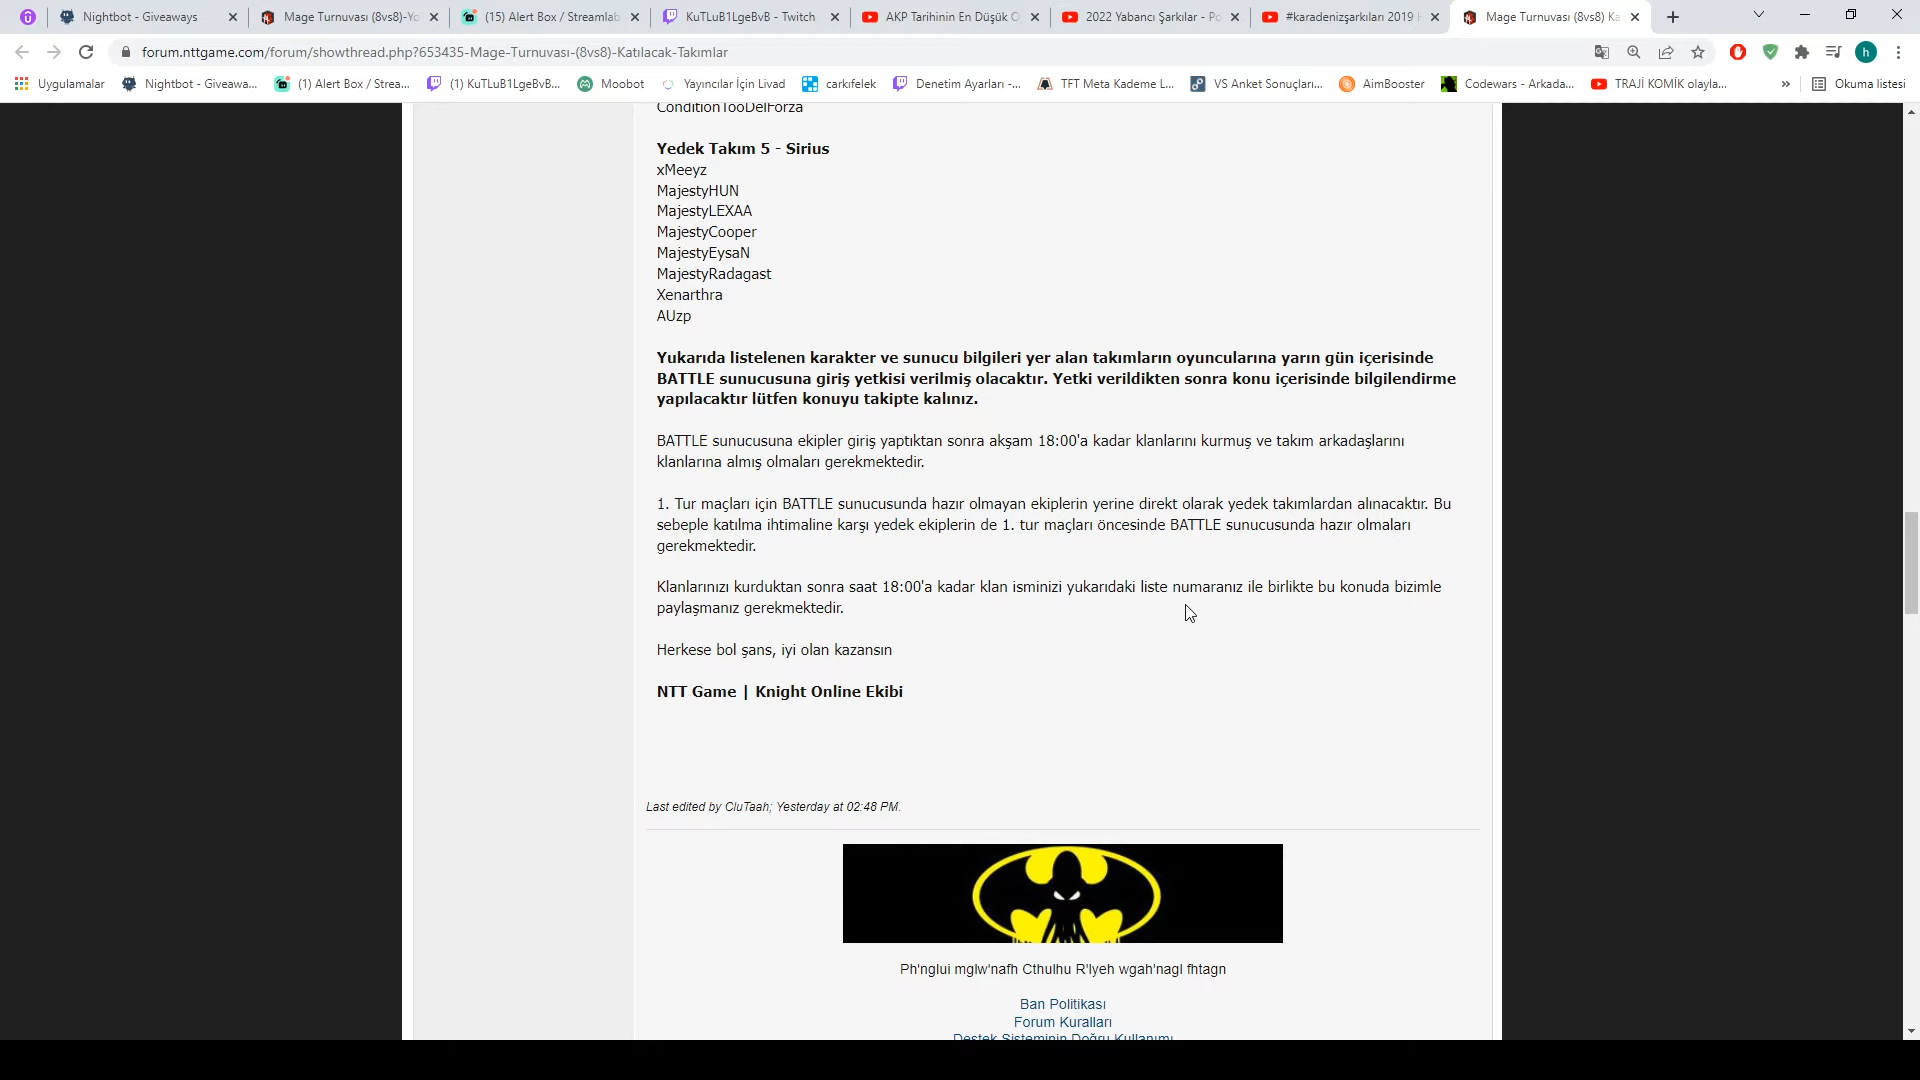 Nightbot - Giveaways
Mage Turnuvası (8vs8)-Yo
(15) Alert Box / Streamlab
KuTLuB1LgeBvB - Twitch
AKP Tarihinin En Düşük O
2022 Yabancı Şarkılar - Po
#karadenizşarkıları 2019
Mage Turnuvası (8vs8) Ka
forum.nttgame.com/forum/showthread.php?653435-Mage-Turnuvası-(8vs8)-Katılacak-Takımlar
h
Uygulamalar
Nightbot - Giveawa...
(1) Alert Box / Strea...
(1) KuTLuB1LgeBvB...
Moobot
Yayıncılar İçin Livad
carkıfelek
Denetim Ayarları -...
TFT Meta Kademe L...
VS Anket Sonuçları...
AimBooster
Codewars - Arkada...
TRAJİ KOMİK olayla...
»
Okuma listesi
ConditionTooDelForza
Yedek Takım 5 - Sirius
xMeeyz
MajestyHUN
MajestyLEXAA
MajestyCooper
MajestyEysaN
MajestyRadagast
Xenarthra
AUzp
Yukarıda listelenen karakter ve sunucu bilgileri yer alan takımların oyuncularına yarın gün içerisinde
BATTLE sunucusuna giriş yetkisi verilmiş olacaktır. Yetki verildikten sonra konu içerisinde bilgilendirme
yapılacaktır lütfen konuyu takipte kalınız.
BATTLE sunucusuna ekipler giriş yaptıktan sonra akşam 18:00'a kadar klanlarını kurmuş ve takım arkadaşlarını
klanlarına almış olmaları gerekmektedir.
1. Tur maçları için BATTLE sunucusunda hazır olmayan ekiplerin yerine direkt olarak yedek takımlardan alınacaktır. Bu
sebeple katılma ihtimaline karşı yedek ekiplerin de 1. tur maçları öncesinde BATTLE sunucusunda hazır olmaları
gerekmektedir.
Klanlarınızı kurduktan sonra saat 18:00'a kadar klan isminizi yukarıdaki liste numaranız ile birlikte bu konuda bizimle
paylaşmanız gerekmektedir.
Herkese bol şans, iyi olan kazansın
NTT Game | Knight Online Ekibi
Last edited by CluTaah; Yesterday at 02:48 PM.
Ph'nglui mglw'nafh Cthulhu R'lyeh wgah'nagl fhtagn
Ban Politikası
Forum Kuralları
Destek Sisteminin Doğru Kullanımı